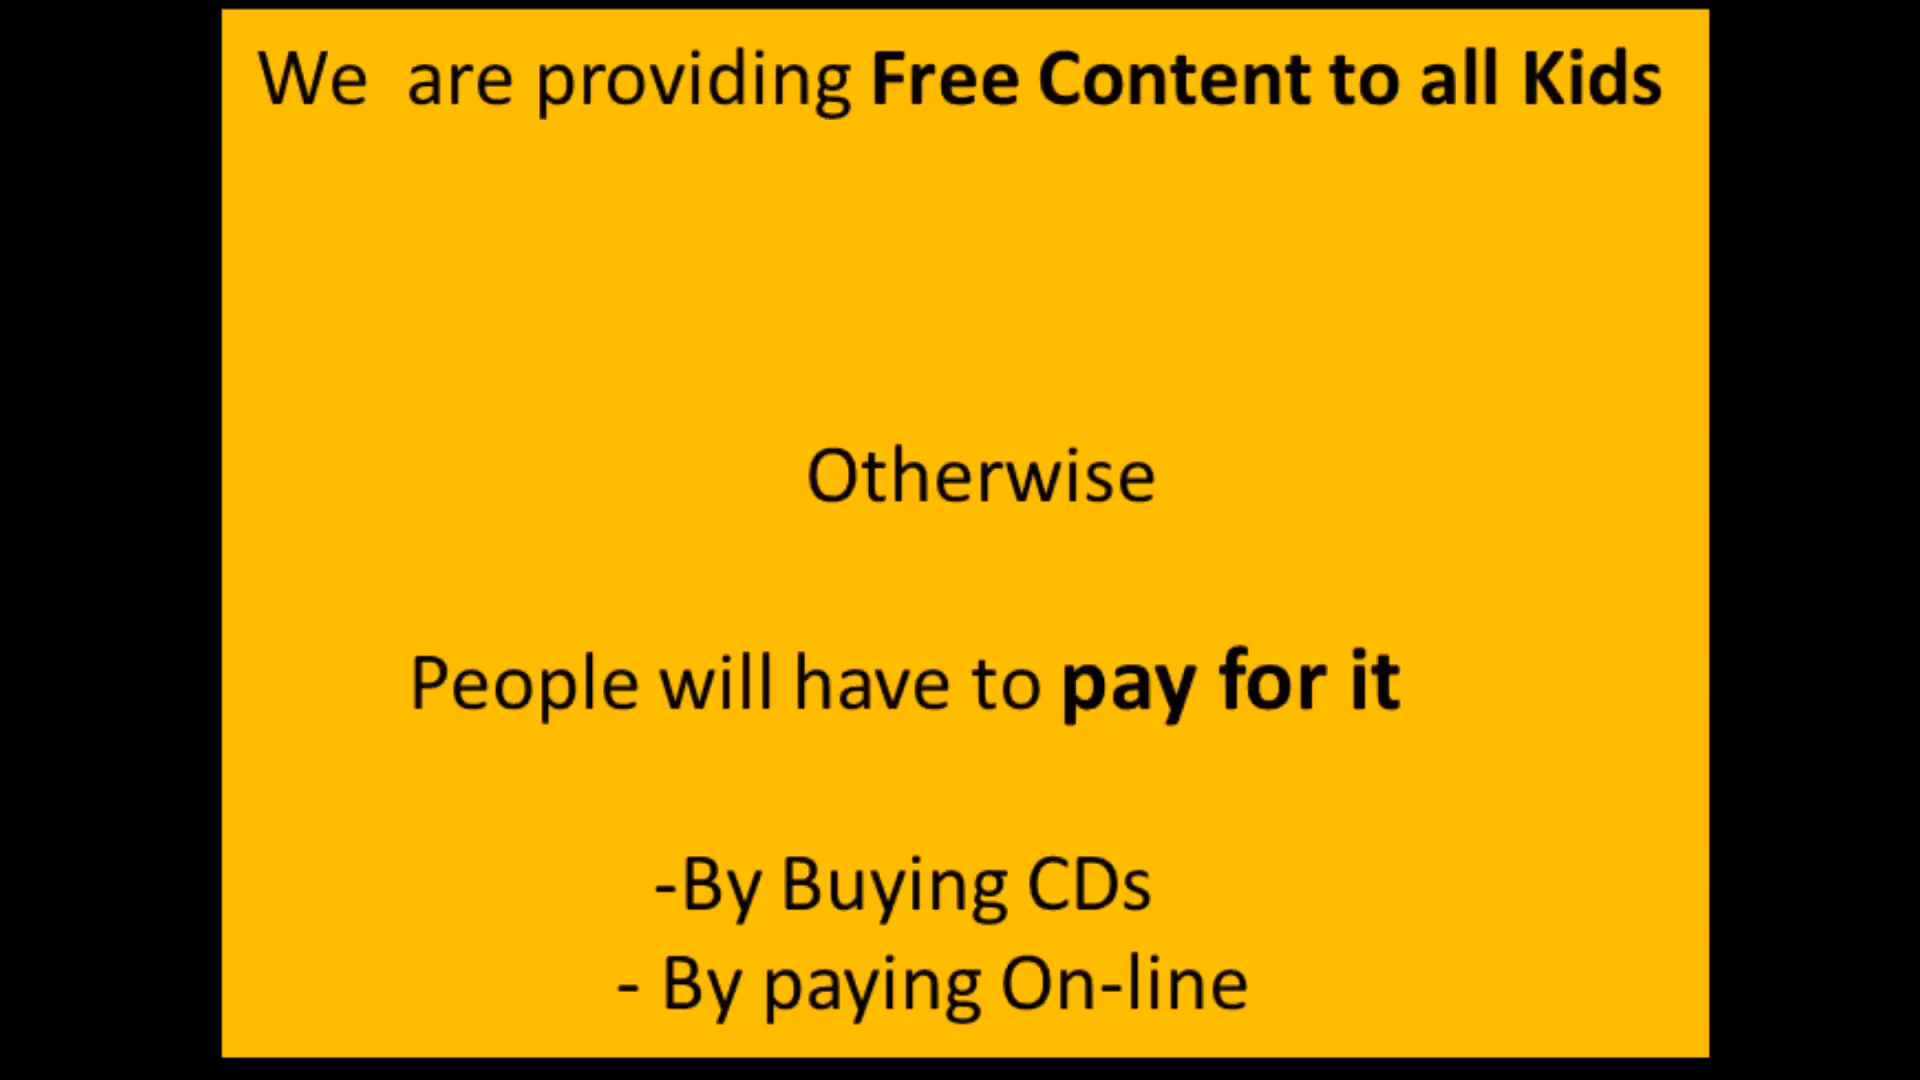 We  are providing Free Content to all Kids
Otherwise
People will have to pay for it
-By Buying CDs
- By paying On-line